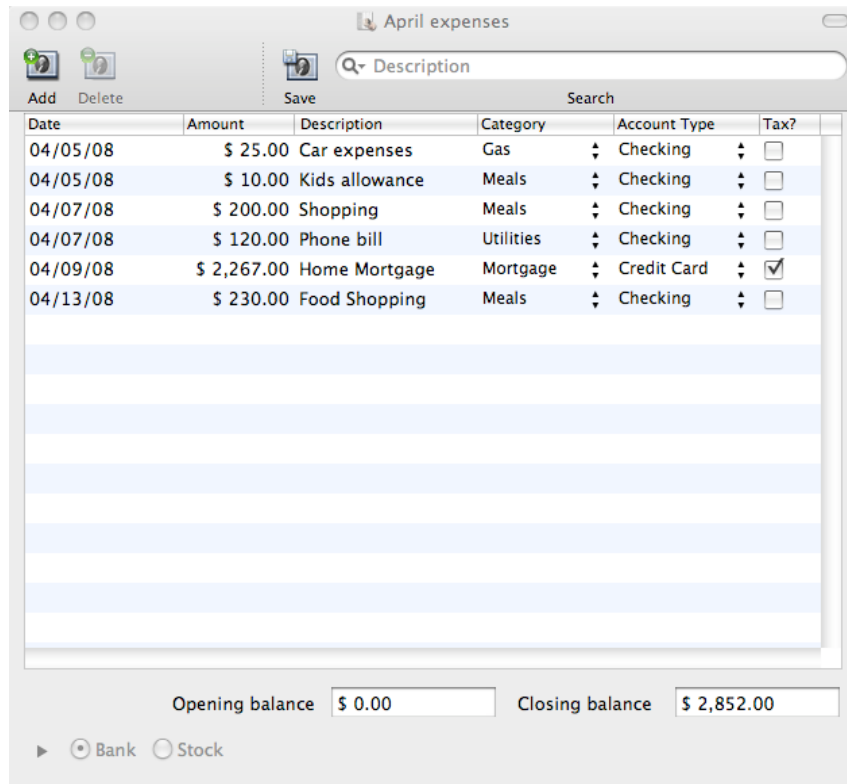 April expenses
Description
Add Delete Save Search
Date Amount Description Category Account Type Tax?
04/05/08 $ 25.00 Car expenses Gas Checking
04/05/08 $ 10.00 Kids allowance Meals Checking
04/07/08 $ 200.00 Shopping Meals Checking
04/07/08 $ 120.00 Phone bill Utilities Checking
04/09/08 $ 2,267.00 Home Mortgage Mortgage Credit Card
04/13/08 $ 230.00 Food Shopping Meals Checking
Opening balance $ 0.00 Closing balance $ 2,852.00
Bank Stock